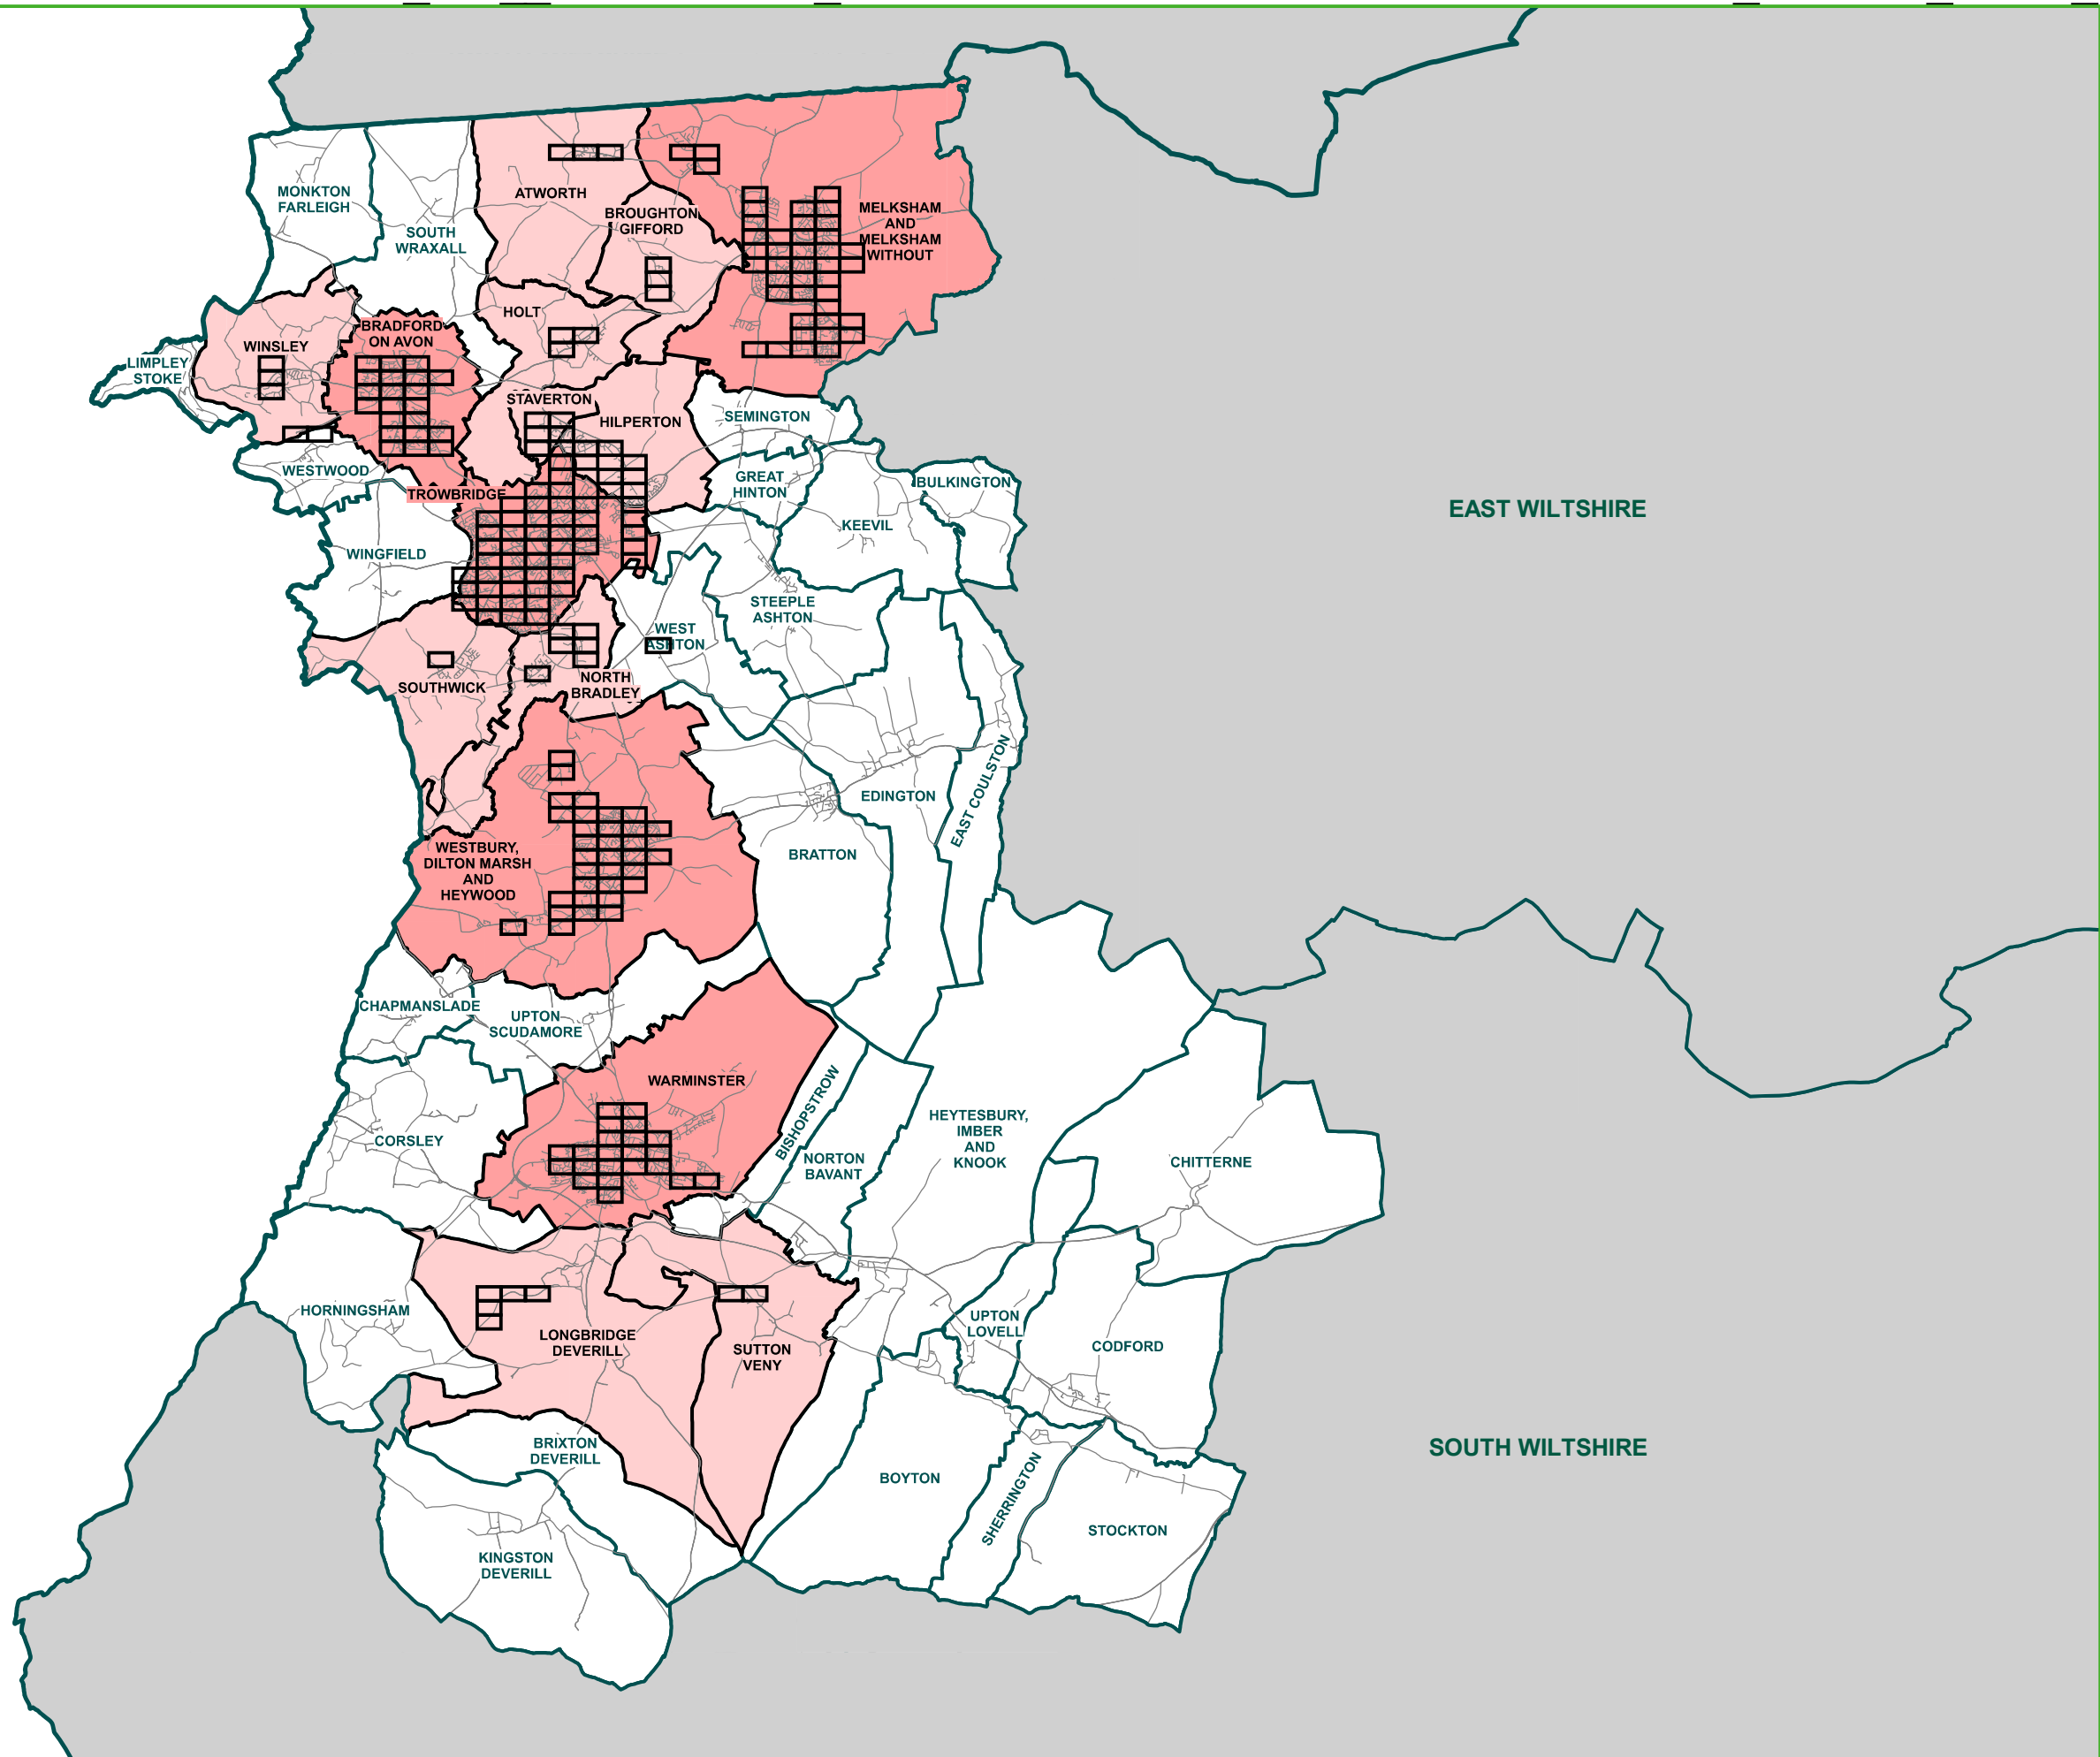 MONKTON
FARLEIGH
SOUTH
WRAXALL
ATWORTH
BROUGHTON
GIFFORD
MELKSHAM
AND
MELKSHAM
WITHOUT
HOLT
BRADFORD
ON AVON
WINSLEY
LIMPLEY
STOKE
STAVERTON
HILPERTON
SEMINGTON
WESTWOOD
TROWBRIDGE
GREAT
HINTON
BULKINGTON
KEEVIL
EAST WILTSHIRE
WINGFIELD
STEEPLE
ASHTON
WEST
ASHTON
SOUTHWICK
NORTH
BRADLEY
EDINGTON
EAST COULSTON
BRATTON
WESTBURY,
DILTON MARSH
AND
HEYWOOD
CHAPMANSLADE
UPTON
SCUDAMORE
WARMINSTER
BISHOPSTROW
CORSLEY
NORTON
BAVANT
HEYTESBURY,
IMBER
AND
KNOOK
CHITTERNE
HORNINGSHAM
LONGBRIDGE
DEVERILL
SUTTON
VENY
UPTON
LOVELL
CODFORD
BRIXTON
DEVERILL
BOYTON
SHERRINGTON
STOCKTON
SOUTH WILTSHIRE
KINGSTON
DEVERILL